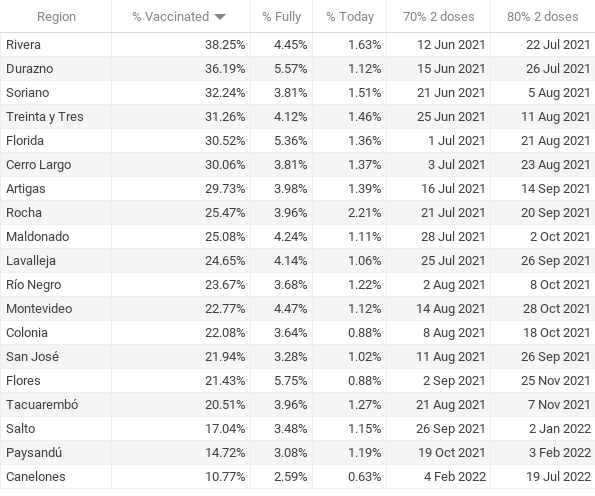 Region % Vaccinated % Fully % Today 70% 2 doses 80% 2 doses
Rivera 38.25% 4.45% 1.63% 12 Jun 2021 22 Jul 2021
Durazno 36.19% 5.57% 1.12% 15 Jun 2021 26 Jul 2021
Soriano 32.24% 3.81% 1.51% 21 Jun 2021 5 Aug 2021
Treinta y Tres 31.26% 4.12% 1.46% 25 Jun 2021 11 Aug 2021
Florida 30.52% 5.36% 1.36% 1 Jul 2021 21 Aug 2021
Cerro Largo 30.06% 3.81% 1.37% 3 Jul 2021 23 Aug 2021
Artigas 29.73% 3.98% 1.39% 16 Jul 2021 14 Sep 2021
Rocha 25.47% 3.96% 2.21% 21 Jul 2021 20 Sep 2021
Maldonado 25.08% 4.24% 1.11% 28 Jul 2021 2 Oct 2021
Lavalleja 24.65% 4.14% 1.06% 25 Jul 2021 26 Sep 2021
Río Negro 23.67% 3.68% 1.22% 2 Aug 2021 8 Oct 2021
Montevideo 22.77% 4.47% 1.12% 14 Aug 2021 28 Oct 2021
Colonia 22.08% 3.64% 0.88% 8 Aug 2021 18 Oct 2021
San José 21.94% 3.28% 1.02% 11 Aug 2021 26 Sep 2021
Flores 21.43% 5.75% 0.88% 2 Sep 2021 25 Nov 2021
Tacuarembó 20.51% 3.96% 1.27% 21 Aug 2021 7 Nov 2021
Salto 17.04% 3.48% 1.15% 26 Sep 2021 2 Jan 2022
Paysandú 14.72% 3.08% 1.19% 19 Oct 2021 3 Feb 2022
Canelones 10.77% 2.59% 0.63% 4 Feb 2022 19 Jul 2022